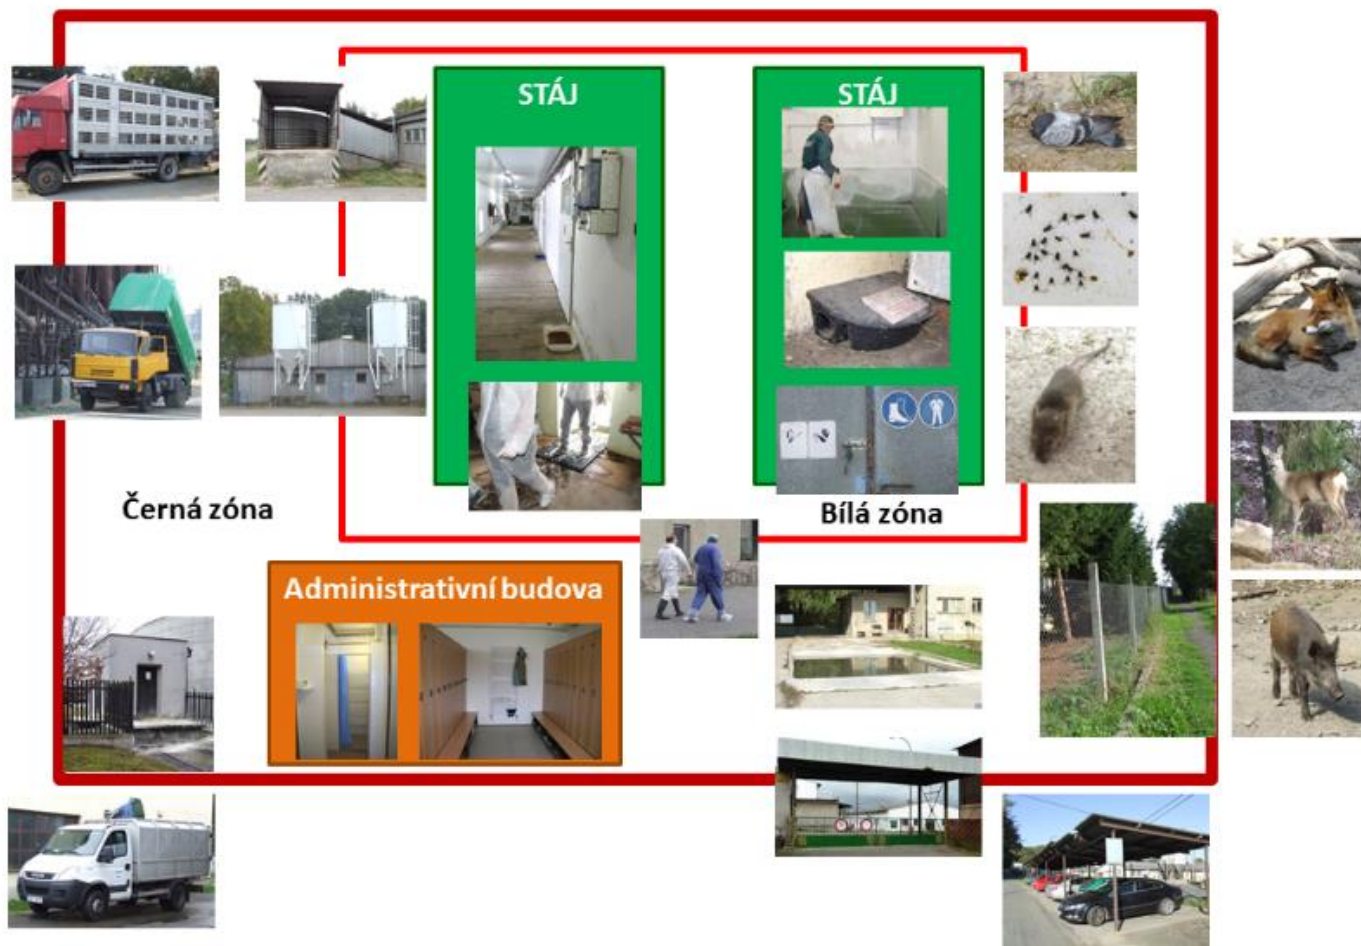 STÁJ
STÁJ
Černá zóna
Bílá zóna
Administrativní budova